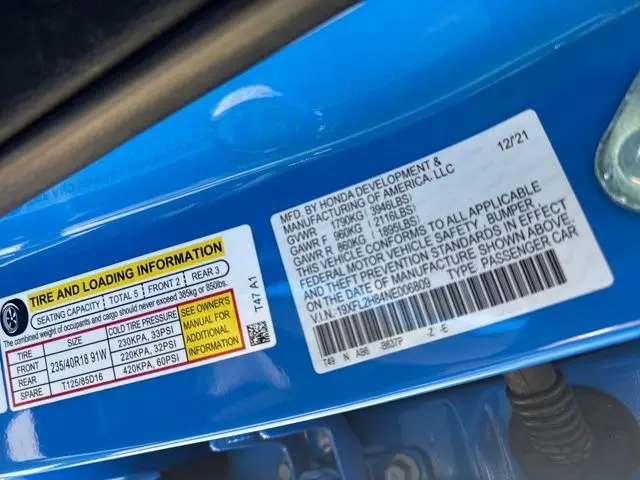 TIRE AND LOADING INFORMATION
SEATING CAPACITY | TOTAL 5 | FRONT 2 | REAR 3
The combined weight of occupants and cargo should never exceed 385kg or 850lbs.
TIRE SIZE COLD TIRE PRESSURE
FRONT 235/40R18 91W 230KPA, 33PSI
REAR 220KPA, 32PSI
SPARE T125/85D16 420KPA, 60PSI
SEE OWNER'S
MANUAL FOR
ADDITIONAL
INFORMATION
T47 A1
MFD. BY HONDA DEVELOPMENT &
MANUFACTURING OF AMERICA, LLC 12/21
GVWR 1790KG( 3946LBS)
GAWR F 960KG( 2116LBS)
GAWR R 860KG( 1895LBS)
THIS VEHICLE CONFORMS TO ALL APPLICABLE
FEDERAL MOTOR VEHICLE SAFETY, BUMPER,
AND THEFT PREVENTION STANDARDS IN EFFECT
ON THE DATE OF MANUFACTURE SHOWN ABOVE.
V.I.N.: 19XFL2H84NE006809 TYPE: PASSENGER CAR
T49 N AB6 -B637P -Z -E